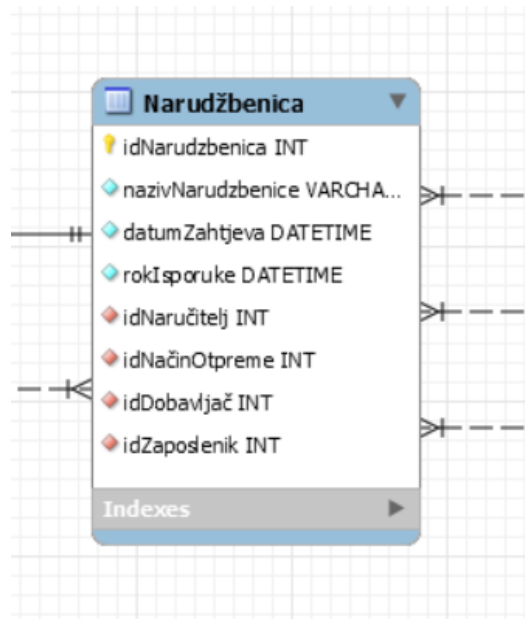 Narudžbenica
idNarudzbenica INT
nazivNarudzbenice VARCHA...
datumZahtjeva DATETIME
rokIsporuke DATETIME
idNaručitelj INT
idNačinOtpreme INT
idDobavljač INT
idZaposlenik INT
Indexes